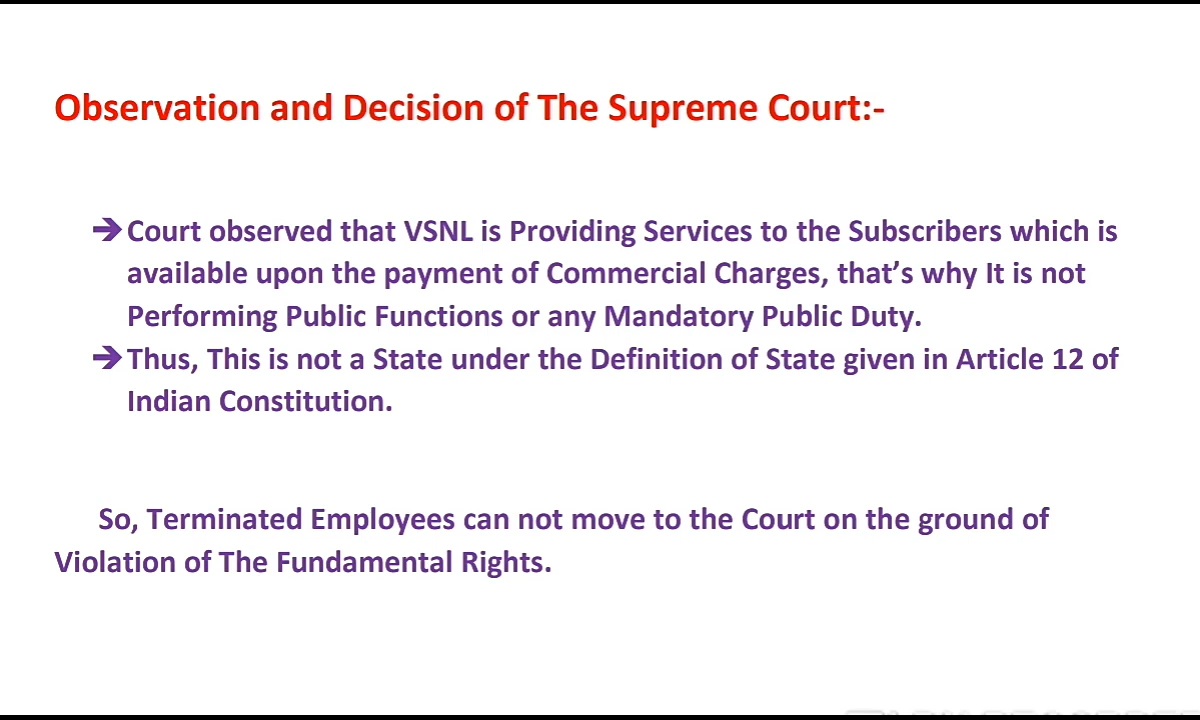 Observation and Decision of The Supreme Court:-
➔ Court observed that VSNL is Providing Services to the Subscribers which is
available upon the payment of Commercial Charges, that's why It is not
Performing Public Functions or any Mandatory Public Duty.
➔ Thus, This is not a State under the Definition of State given in Article 12 of
Indian Constitution.
So, Terminated Employees can not move to the Court on the ground of
Violation of The Fundamental Rights.